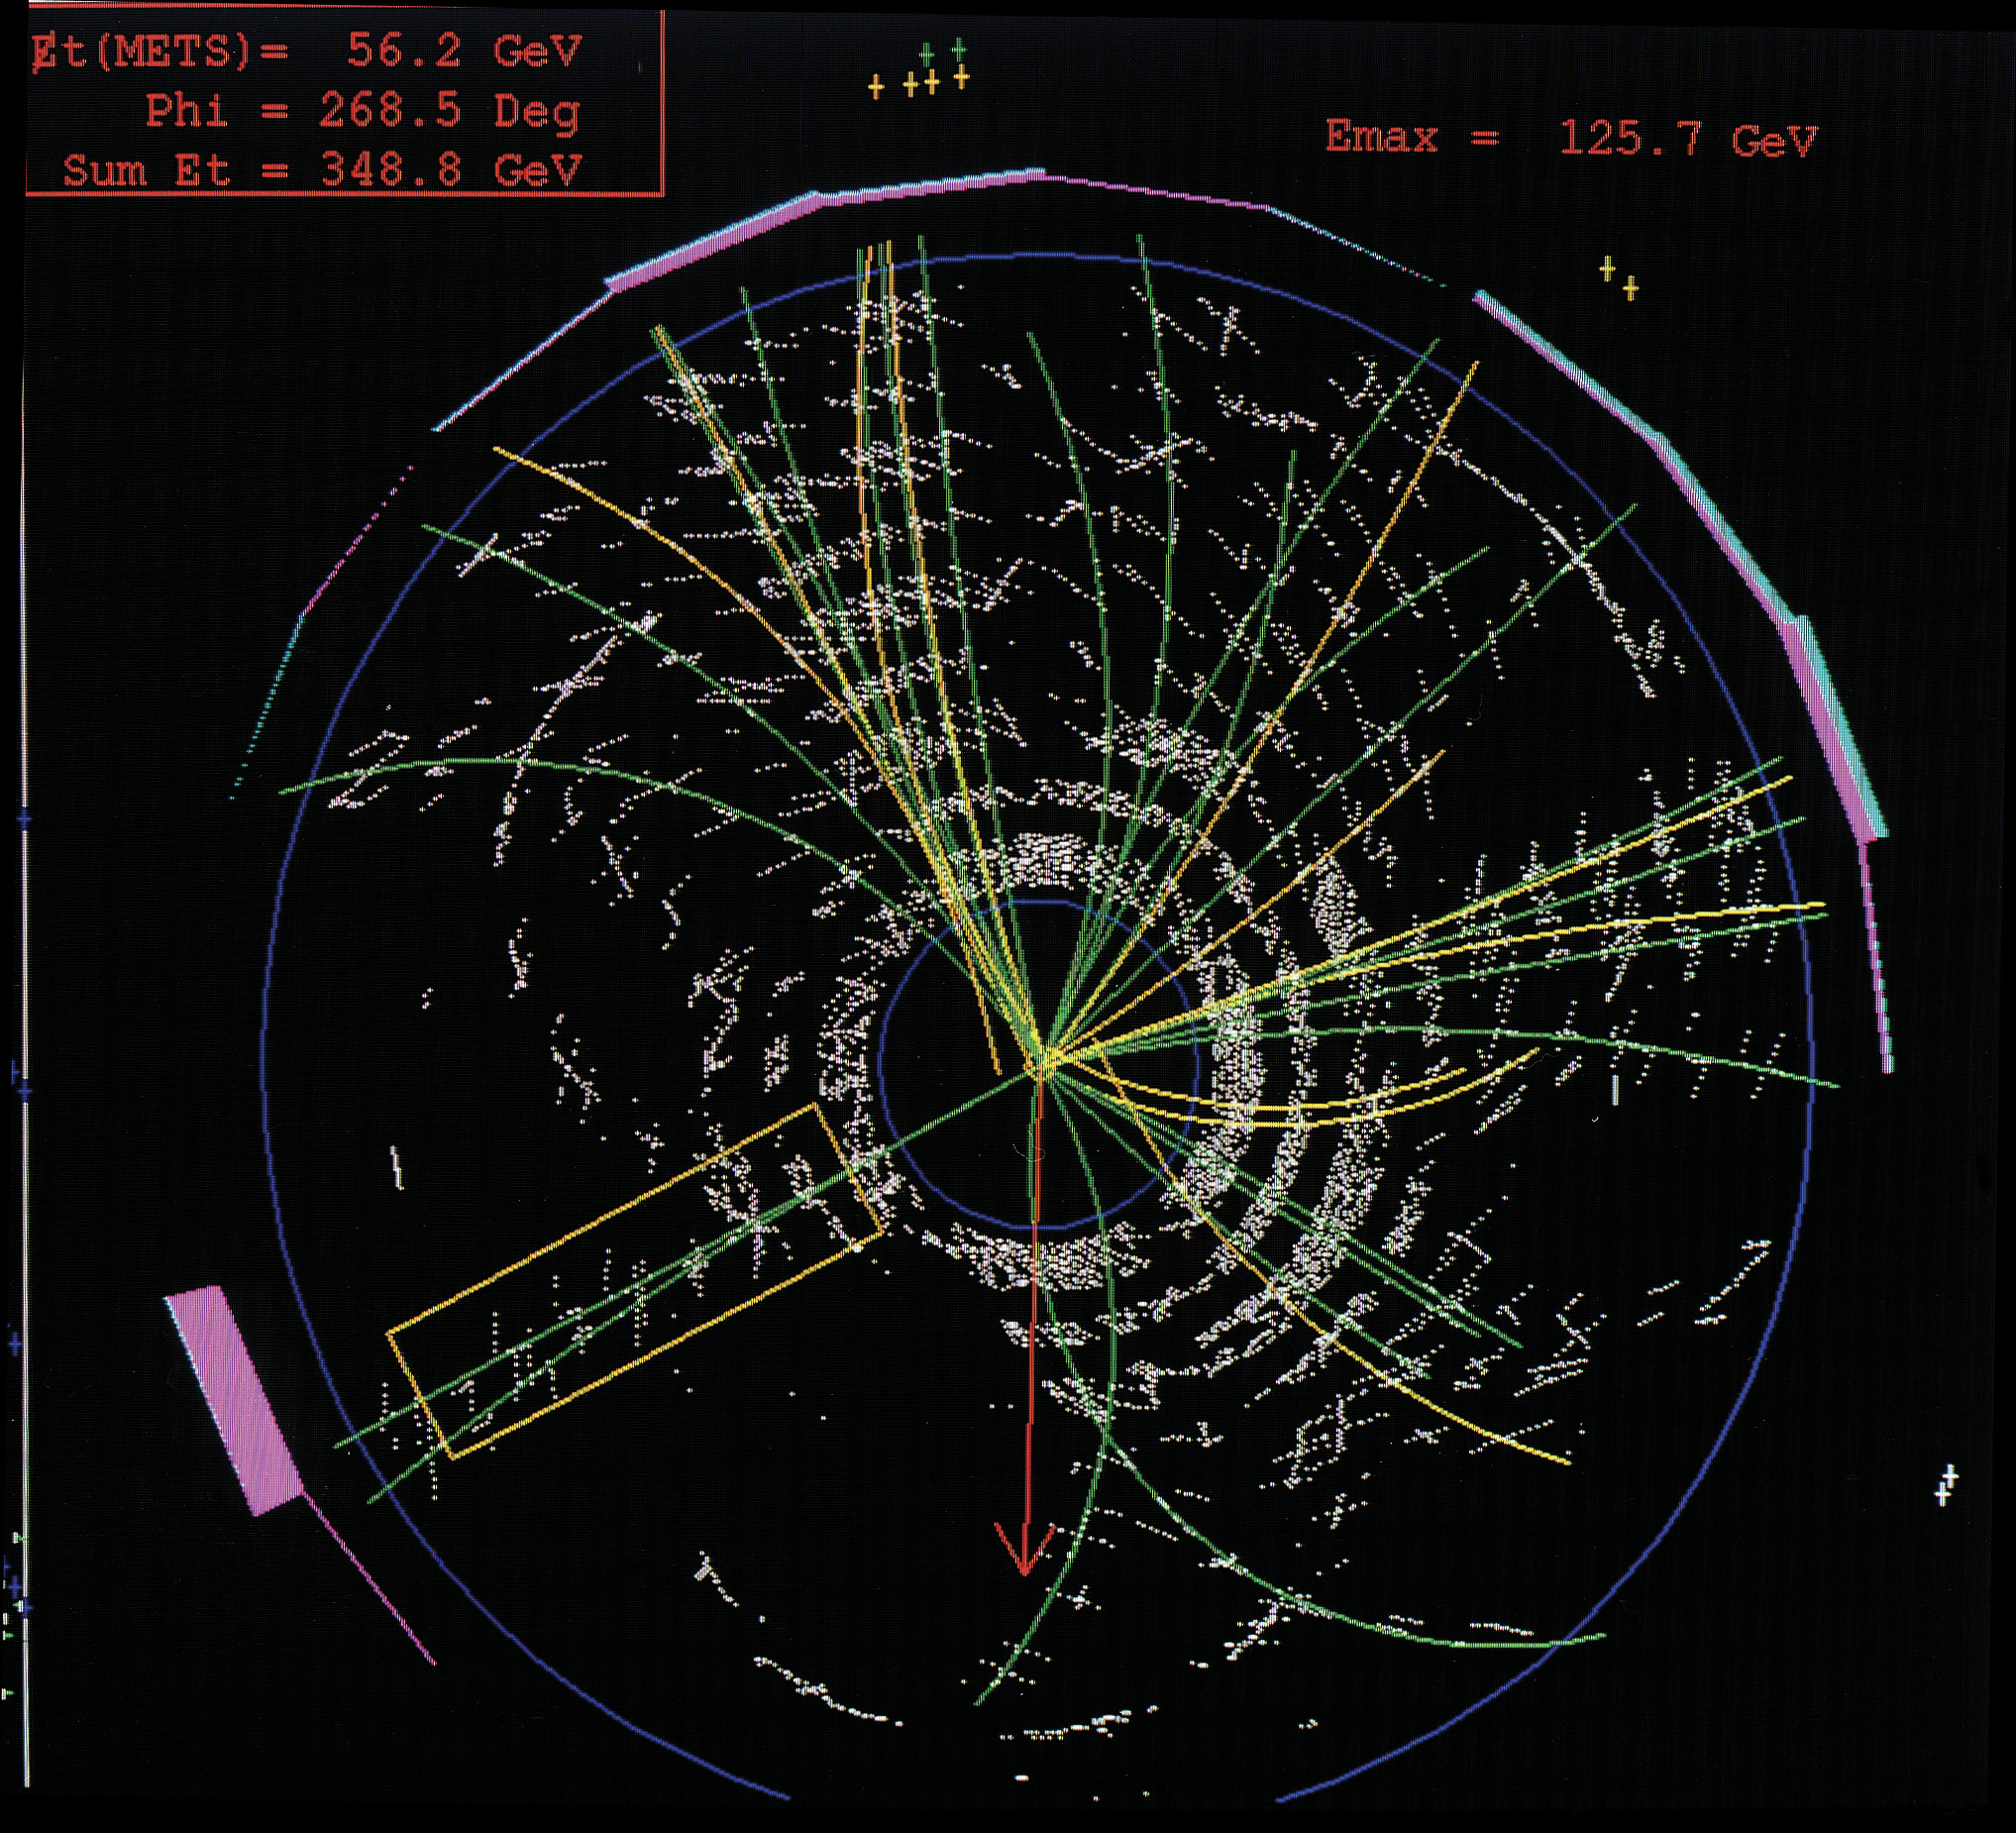 Et(METS)= 56.2 GeV
Phi = 268.5 Deg
Sum Et = 348.8 GeV
Emax = 125.7 GeV